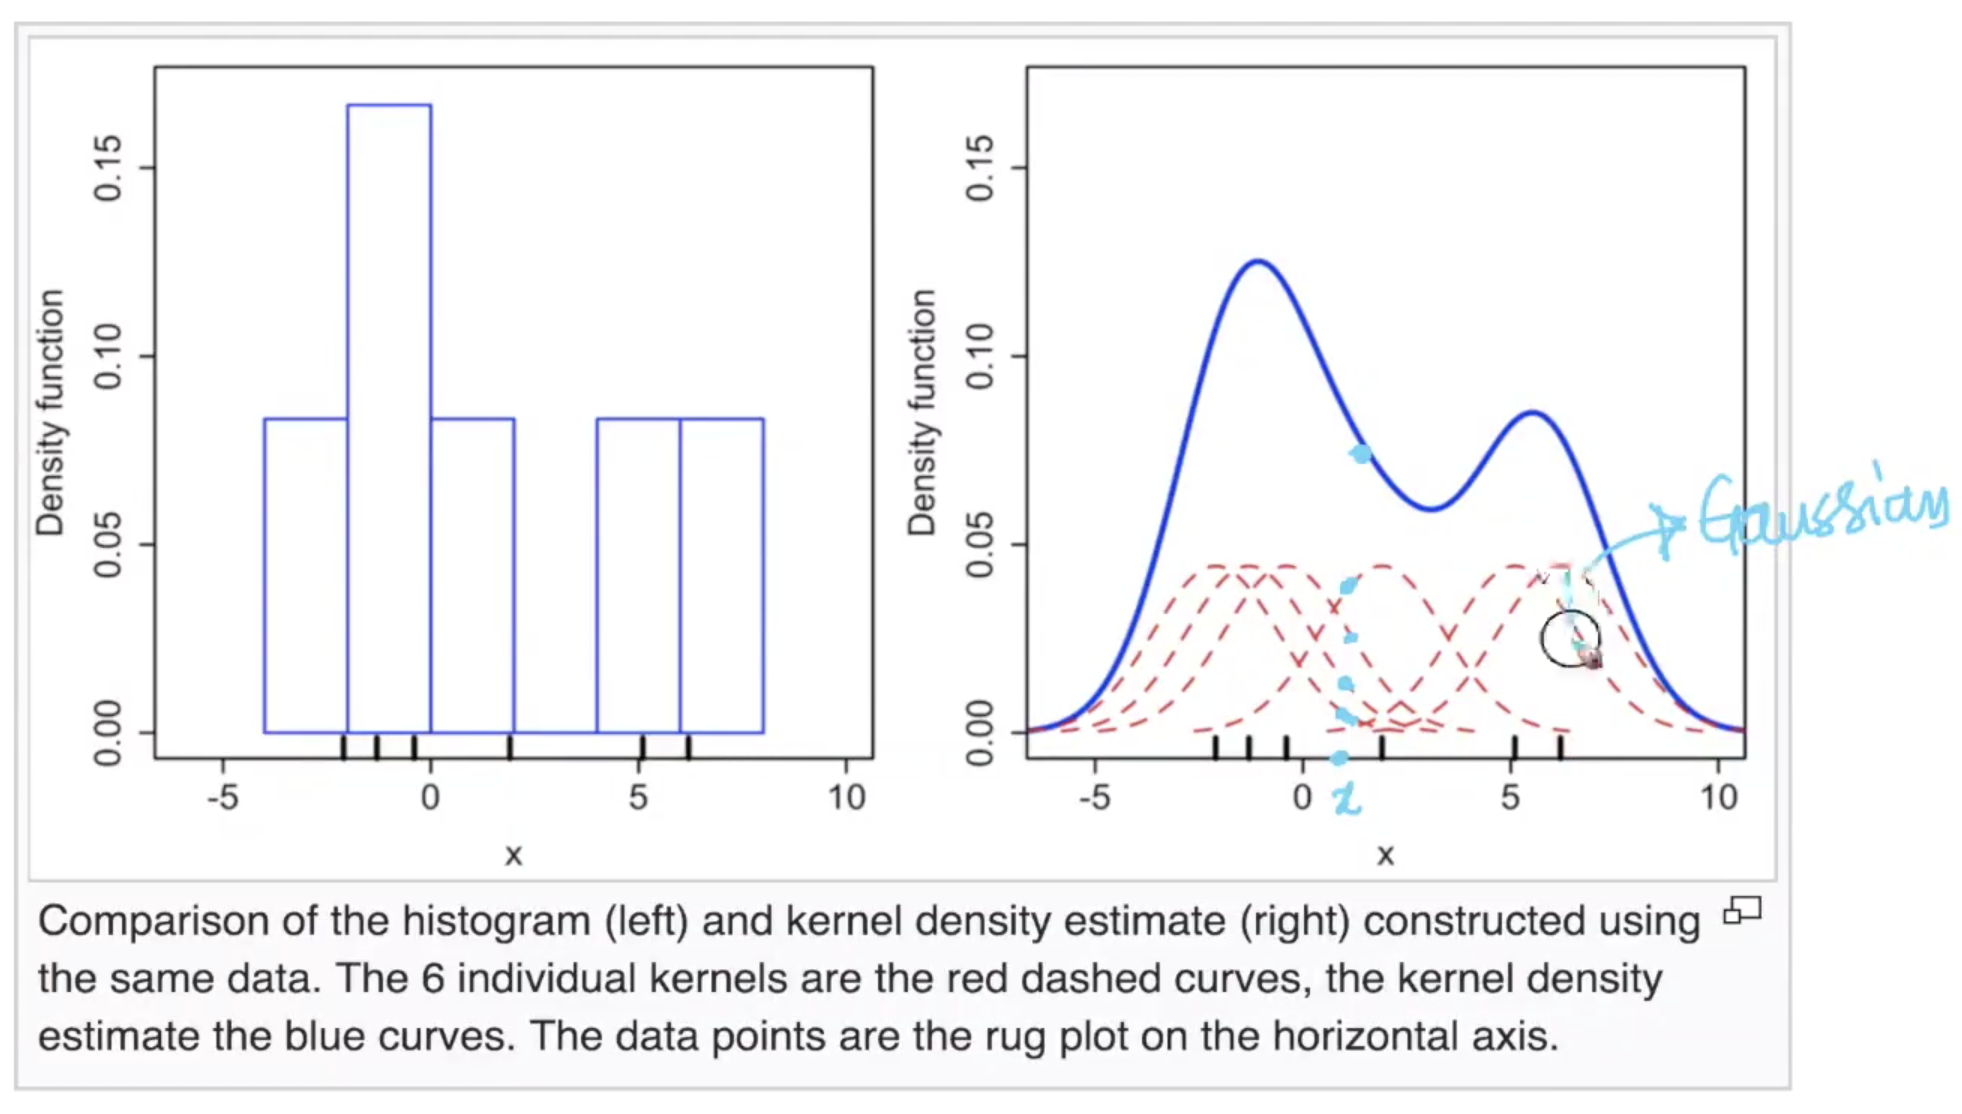 Density function
0.00
0.05
0.10
0.15
-5
0
5
10
x
Density function
0.00
0.05
0.10
0.15
-5
0
5
10
x
x
Gaussian
Comparison of the histogram (left) and kernel density estimate (right) constructed using
the same data. The 6 individual kernels are the red dashed curves, the kernel density
estimate the blue curves. The data points are the rug plot on the horizontal axis.